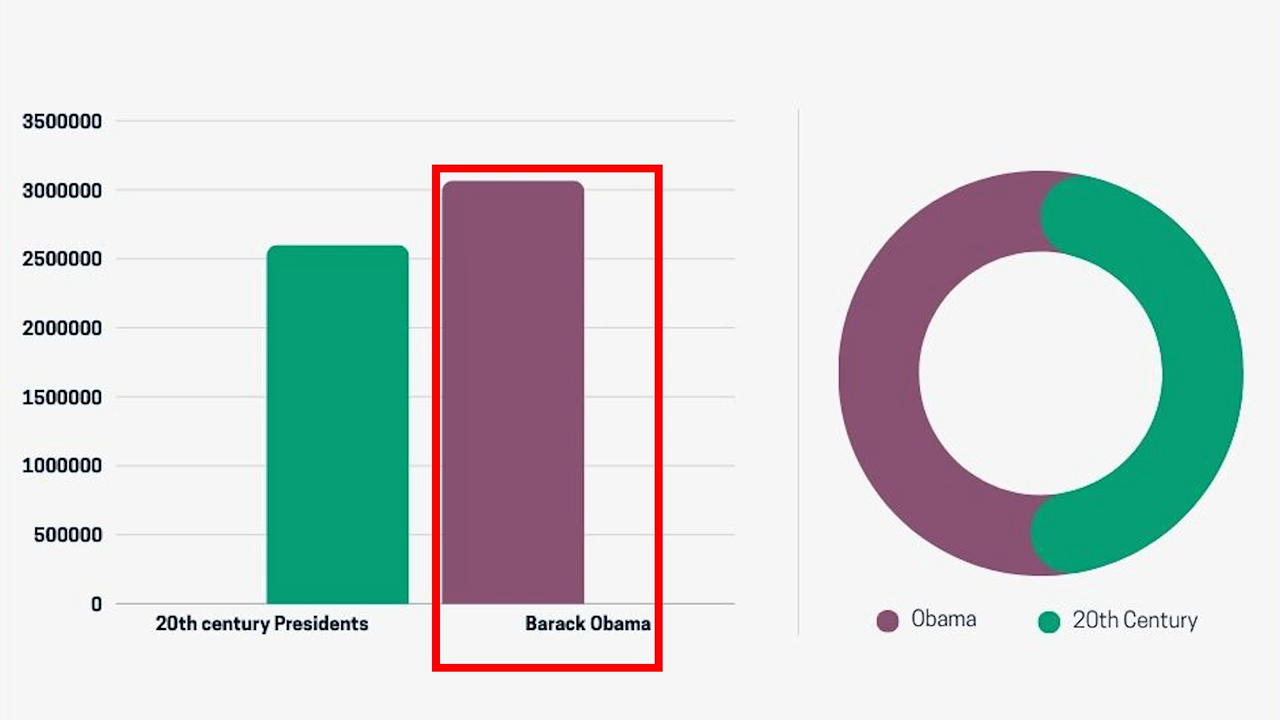 3500000
3000000
2500000
2000000
1500000
1000000
500000
0
20th century Presidents
Barack Obama
Obama
20th Century